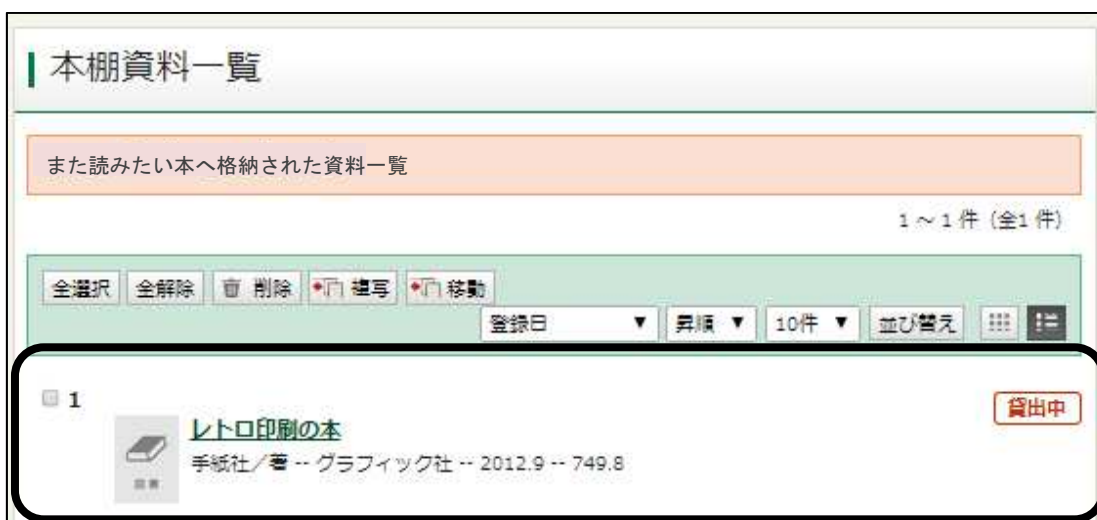 本棚資料一覧
また読みたい本へ格納された資料一覧
1 ~ 1 件 (全1 件)
全選択 全解除 削除 複写 移動
登録日 ▼ 昇順 ▼ 10件 ▼ 並び替え
1 貸出中
レトロ印刷の本
手紙社／著 -- グラフィック社 -- 2012.9 -- 749.8